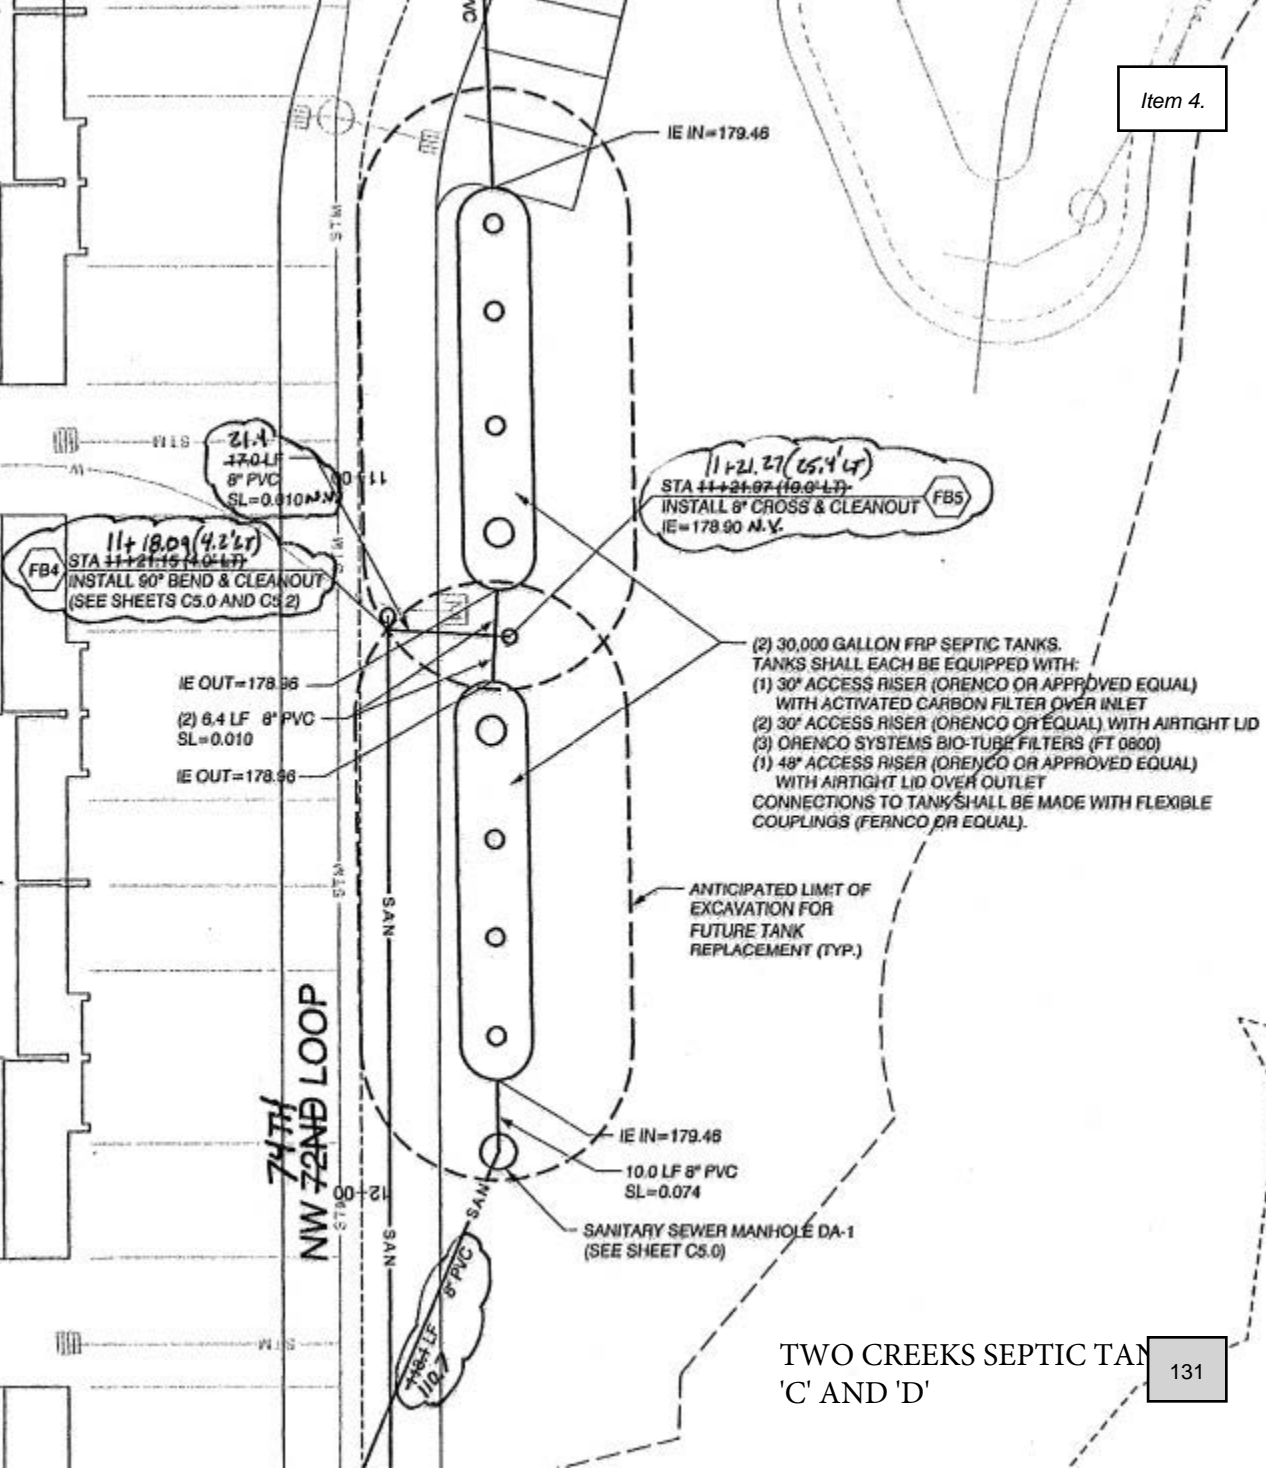 VC
Item 4.
IE IN=179.46
STM
STM
21.4
17.0 LF
8" PVC
SL=0.010 N.V.
11+00
W
11+21.27 (25.4' LT)
STA 11+21.07 (10.0' LT)
INSTALL 8" CROSS & CLEANOUT
IE=178.90 N.V.
FB5
11+18.09 (4.2' LT)
FB4
STA 11+21.15 (4.0' LT)
INSTALL 90° BEND & CLEANOUT
(SEE SHEETS C5.0 AND C5.2)
STM
IE OUT=178.96
(2) 6.4 LF 8" PVC
SL=0.010
IE OUT=178.96
(2) 30,000 GALLON FRP SEPTIC TANKS.
TANKS SHALL EACH BE EQUIPPED WITH:
(1) 30" ACCESS RISER (ORENCO OR APPROVED EQUAL)
WITH ACTIVATED CARBON FILTER OVER INLET
(2) 30" ACCESS RISER (ORENCO OR EQUAL) WITH AIRTIGHT LID
(3) ORENCO SYSTEMS BIO-TUBE FILTERS (FT 0800)
(1) 48" ACCESS RISER (ORENCO OR APPROVED EQUAL)
WITH AIRTIGHT LID OVER OUTLET
CONNECTIONS TO TANK SHALL BE MADE WITH FLEXIBLE
COUPLINGS (FERNCO OR EQUAL).
STM
SAN
ANTICIPATED LIMIT OF
EXCAVATION FOR
FUTURE TANK
REPLACEMENT (TYP.)
74TH
NW 72ND LOOP
IE IN=179.46
10.0 LF 8" PVC
SL=0.074
12+00
STM
SAN
SAN
SANITARY SEWER MANHOLE DA-1
(SEE SHEET C5.0)
8" PVC
110.7
STM
TWO CREEKS SEPTIC TAN
131
'C' AND 'D'